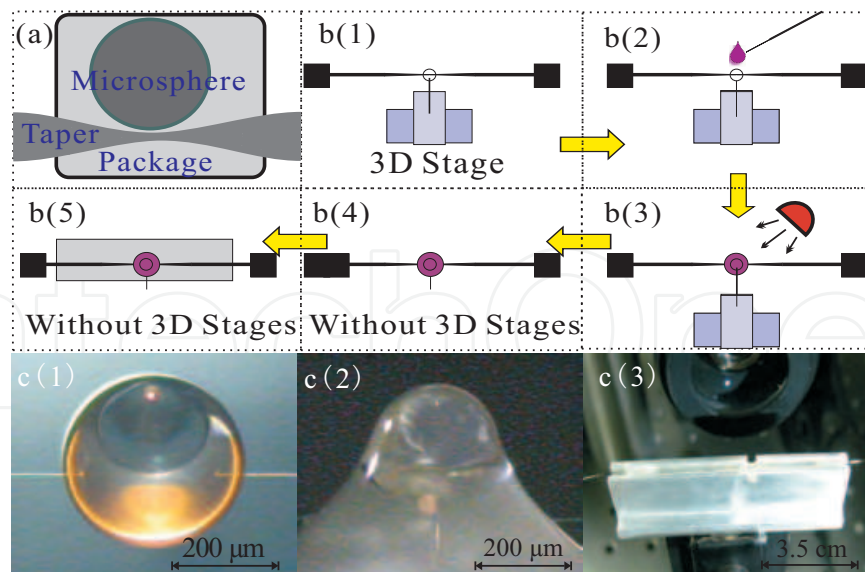 (a)
Microsphere
Taper
Package
b(1)
3D Stage
b(2)
b(5)
Without 3D Stages
b(4)
Without 3D Stages
b(3)
c (1)
200 μm
c (2)
200 μm
c (3)
3.5 cm